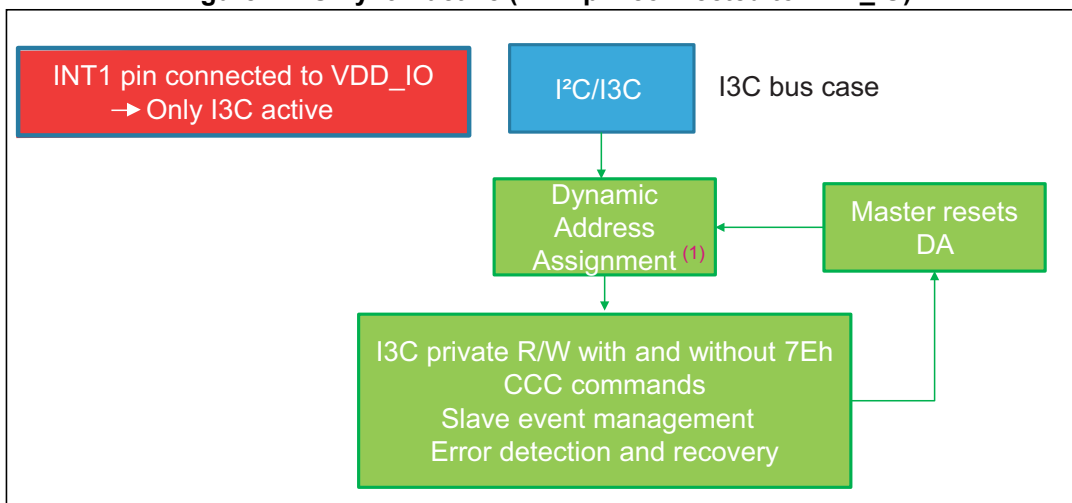 INT1 pin connected to VDD_IO
→ Only I3C active
I²C/I3C
I3C bus case
Dynamic
Address
Assignment (1)
Master resets
DA
I3C private R/W with and without 7Eh
CCC commands
Slave event management
Error detection and recovery